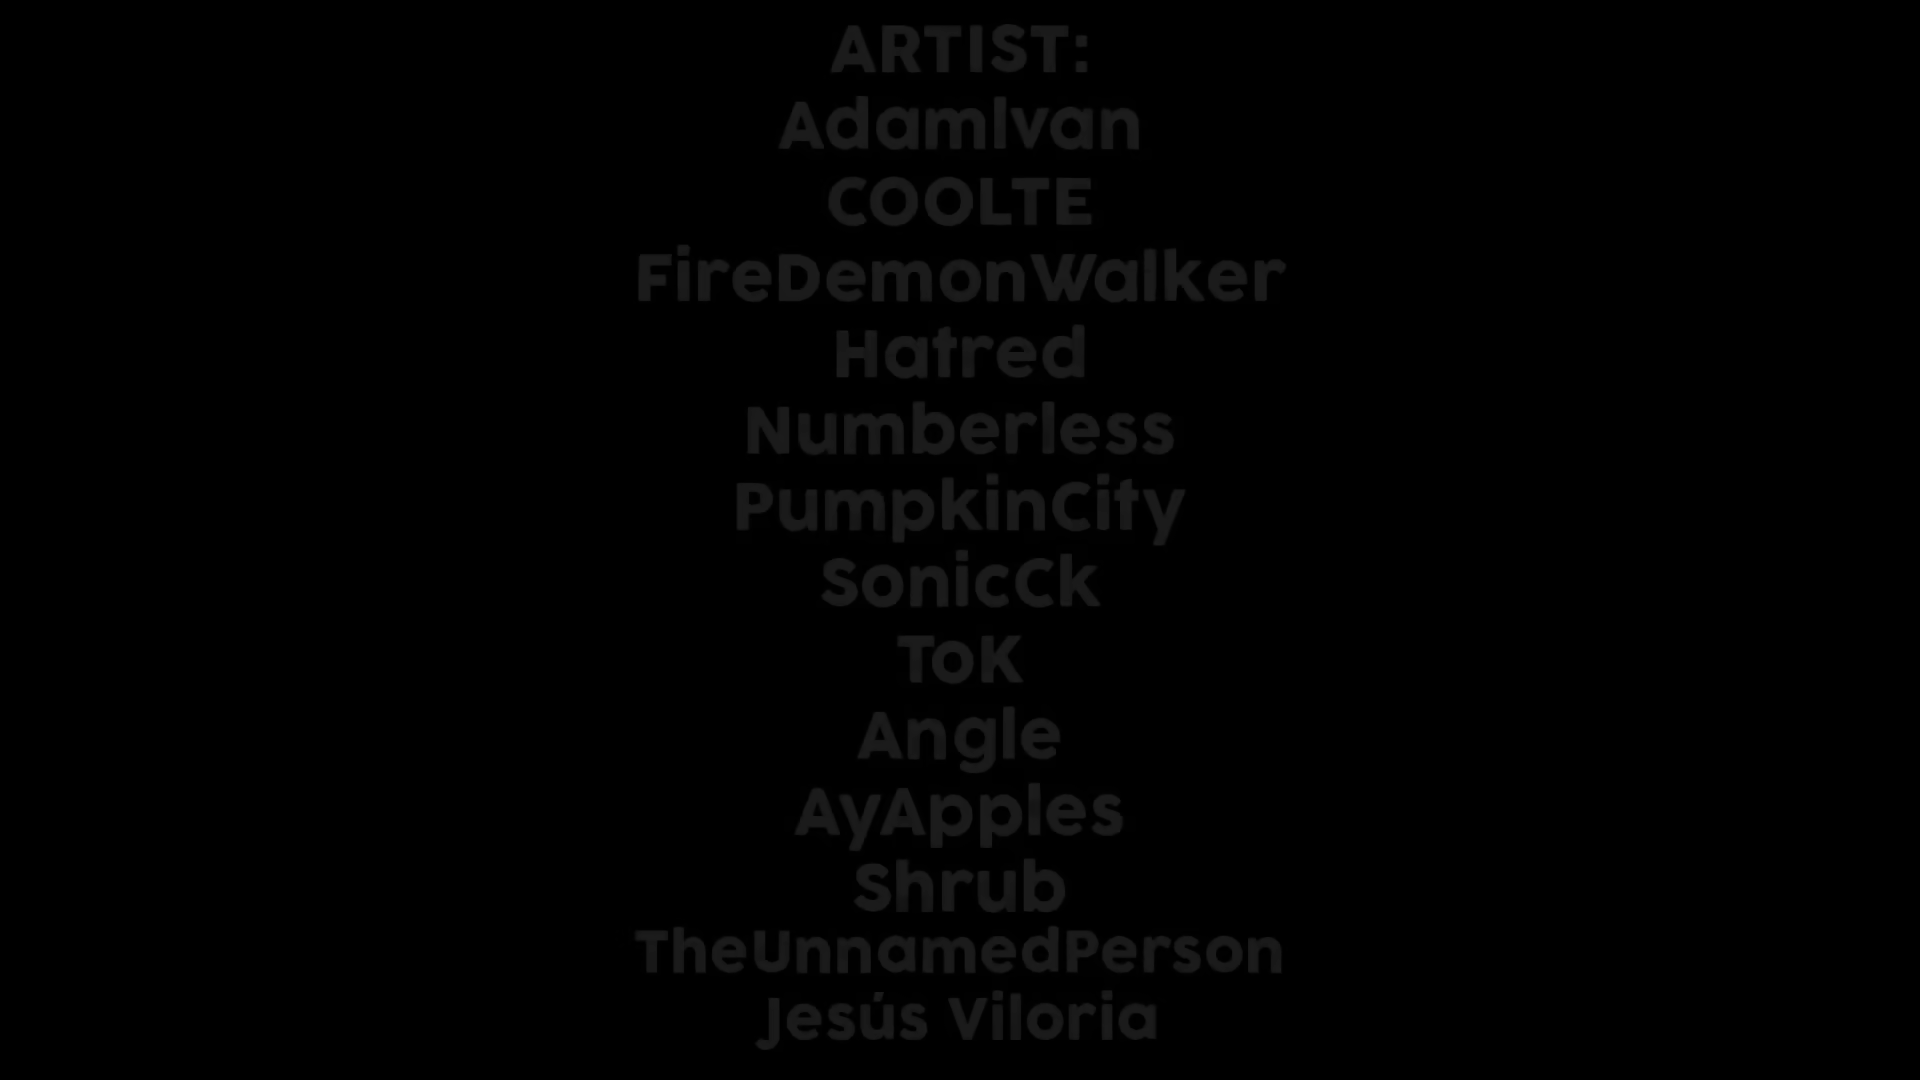 ARTIST:
AdamIvan
COOLTE
FireDemonWalker
Hatred
Numberless
PumpkinCity
SonicCk
ToK
Angle
AyApples
Shrub
TheUnnamedPerson
Jesús Viloria